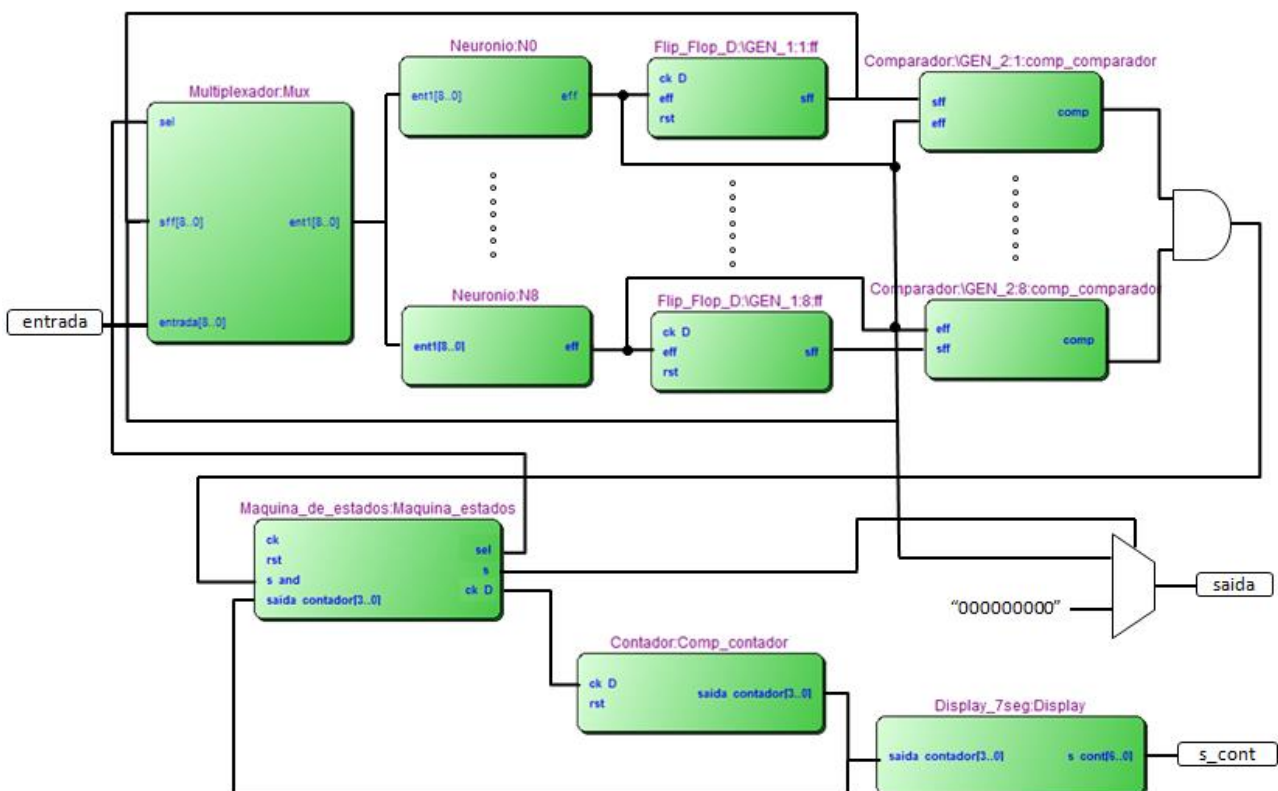 Neuronio:N0
ent1[8..0]
eff
Flip_Flop_D:\GEN_1:1:ff
ck D
eff
rst
sff
Comparador:\GEN_2:1:comp_comparador
sff
eff
comp
Multiplexador:Mux
sel
sff[8..0]
ent1[8..0]
entrada[8..0]
entrada
Neuronio:N8
ent1[8..0]
eff
Flip_Flop_D:\GEN_1:8:ff
ck D
eff
rst
sff
Comparador:\GEN_2:8:comp_comparador
eff
sff
comp
Maquina_de_estados:Maquina_estados
ck
rst
s and
saida contador[3..0]
sel
s
ck D
"000000000"
saida
Contador:Comp_contador
ck D
rst
saida contador[3..0]
Display_7seg:Display
saida contador[3..0]
s cont[6..0]
s_cont